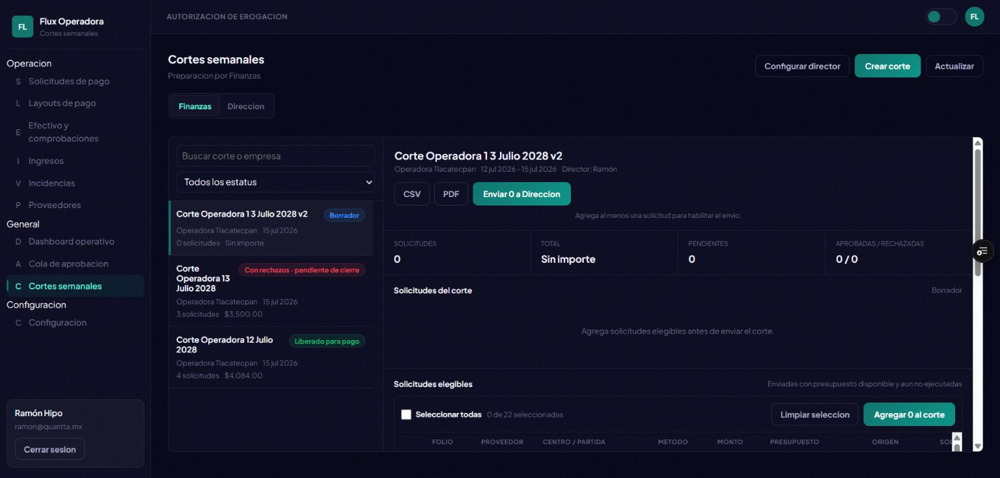 FL
Flux Operadora
Cortes semanales
Operacion
S Solicitudes de pago
L Layouts de pago
E Efectivo y
comprobaciones
I Ingresos
V Incidencias
P Proveedores
General
D Dashboard operativo
A Cola de aprobacion
C Cortes semanales
Configuracion
C Configuracion
Ramón Hipo
ramon@quantta.mx
Cerrar sesion
AUTORIZACION DE EROGACION
FL
Cortes semanales
Preparacion por Finanzas
Configurar director
Crear corte
Actualizar
Finanzas
Direccion
Buscar corte o empresa
Todos los estatus
Corte Operadora 1 3 Julio 2028 v2
Borrador
Operadora Tlacatecpan 15 jul 2026
0 solicitudes Sin importe
Corte
Operadora 13
Julio 2028
Con rechazos · pendiente de cierre
Operadora Tlacatecpan 15 jul 2026
3 solicitudes $3,500.00
Corte Operadora 12 Julio
2028
Liberado para pago
Operadora Tlacatecpan 15 jul 2026
4 solicitudes $4,084.00
Corte Operadora 1 3 Julio 2028 v2
Operadora Tlacatecpan 12 jul 2026 - 15 jul 2026 Director: Ramón
CSV
PDF
Enviar 0 a Direccion
Agrega al menos una solicitud para habilitar el envio.
SOLICITUDES
0
TOTAL
Sin importe
PENDIENTES
0
APROBADAS / RECHAZADAS
0 / 0
Solicitudes del corte
Borrador
Agrega solicitudes elegibles antes de enviar el corte.
Solicitudes elegibles
Enviadas con presupuesto disponible y aun no ejecutadas
Seleccionar todas 0 de 22 seleccionadas
Limpiar seleccion
Agregar 0 al corte
FOLIO PROVEEDOR CENTRO / PARTIDA METODO MONTO PRESUPUESTO ORIGEN SOL